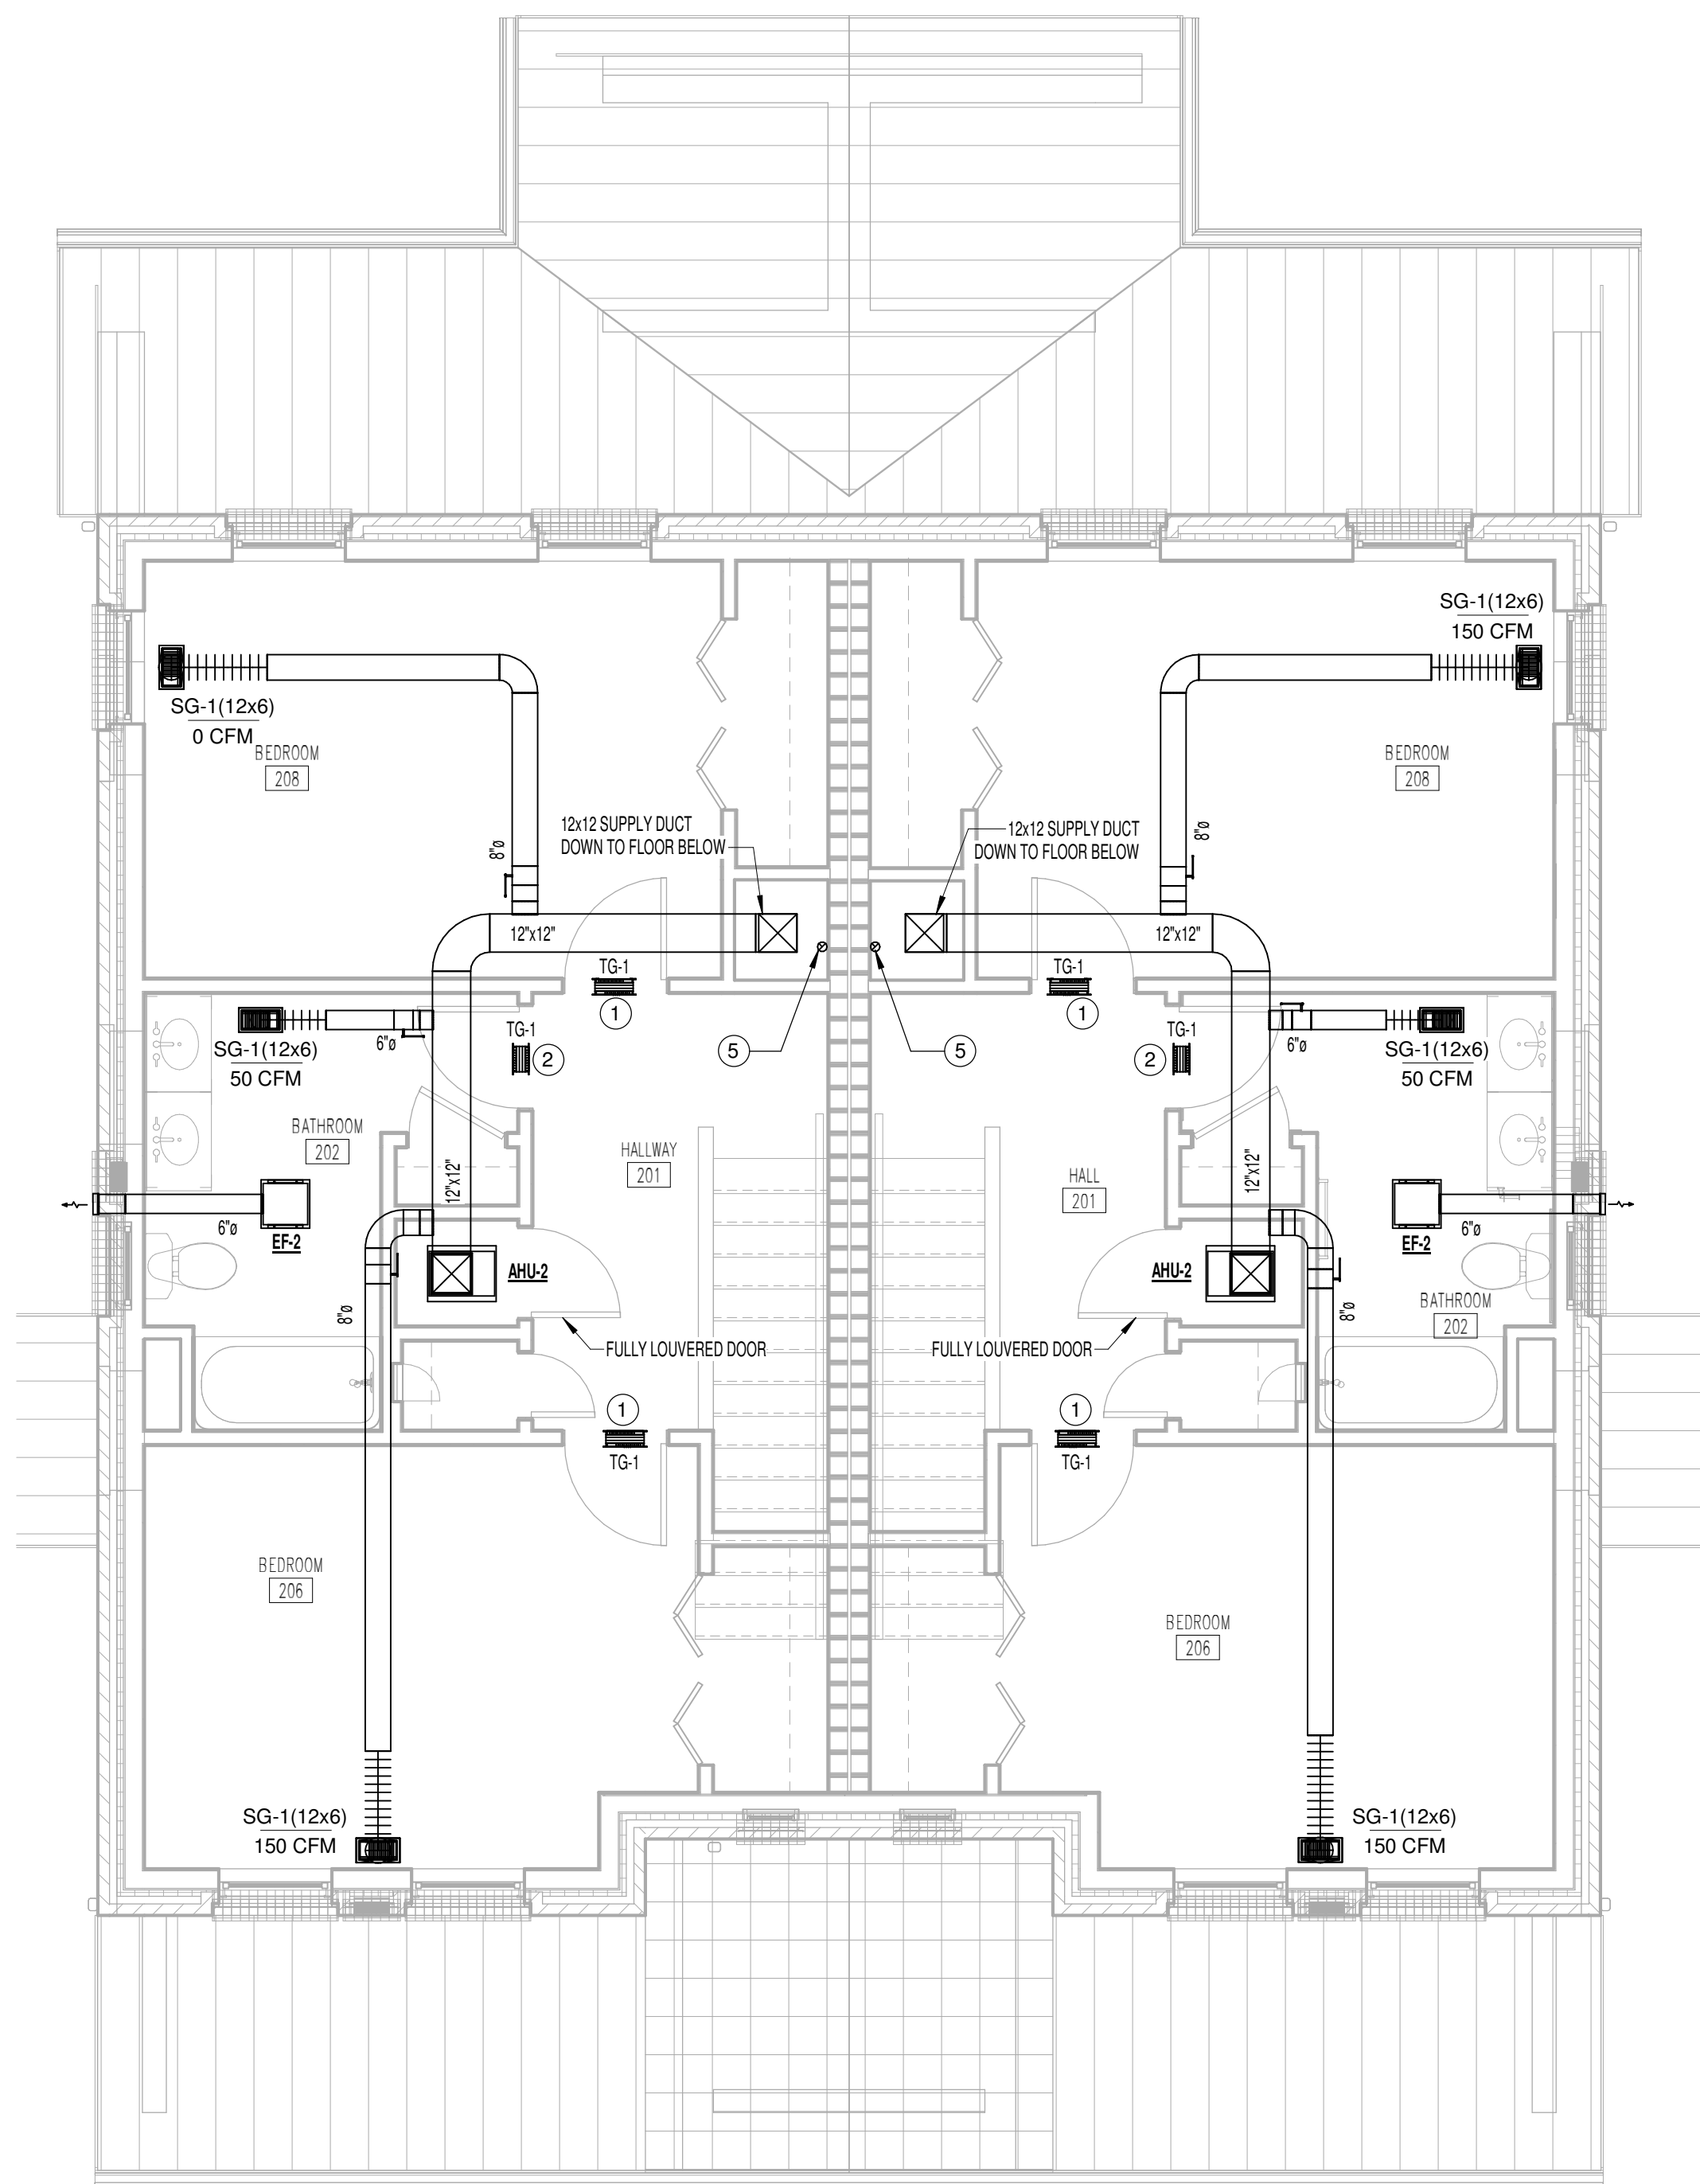 SG-1(12x6)
150 CFM
SG-1(12x6)
0 CFM
BEDROOM
208
BEDROOM
208
12x12 SUPPLY DUCT
DOWN TO FLOOR BELOW
12x12 SUPPLY DUCT
DOWN TO FLOOR BELOW
8"ø
8"ø
12"x12"
12"x12"
TG-1
1
TG-1
1
TG-1
2
TG-1
2
5
5
6"ø
6"ø
SG-1(12x6)
50 CFM
SG-1(12x6)
50 CFM
BATHROOM
202
HALLWAY
201
HALL
201
12"x12"
12"x12"
6"ø
EF-2
6"ø
EF-2
AHU-2
AHU-2
BATHROOM
202
8"ø
8"ø
FULLY LOUVERED DOOR
FULLY LOUVERED DOOR
1
TG-1
1
TG-1
BEDROOM
206
BEDROOM
206
SG-1(12x6)
150 CFM
SG-1(12x6)
150 CFM